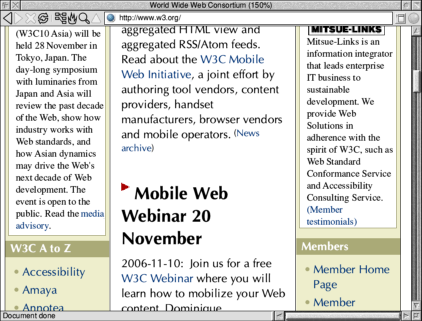 World Wide Web Consortium (150%)
http://www.w3.org/
(W3C10 Asia) will be
held 28 November in
Tokyo, Japan. The
day-long symposium
with luminaries from
Japan and Asia will
review the past decade
of the Web, show how
industry works with
Web standards, and
how Asian dynamics
may drive the Web's
next decade of Web
development. The
event is open to the
public. Read the media
advisory.
W3C A to Z
• Accessibility
• Amaya
• Annotea
aggregated HTML view and
aggregated RSS/Atom feeds.
Read about the W3C Mobile
Web Initiative, a joint effort by
authoring tool vendors, content
providers, handset
manufacturers, browser vendors
and mobile operators. (News
archive)
Mobile Web
Webinar 20
November
2006-11-10: Join us for a free
W3C Webinar where you will
learn how to mobilize your Web
content. Dominique
MITSUE-LINKS
Mitsue-Links is an
information integrator
that leads enterprise
IT business to
sustainable
development. We
provide Web
Solutions in
adherence with the
spirit of W3C, such as
Web Standard
Conformance Service
and Accessibility
Consulting Service.
(Member
testimonials)
Members
• Member Home
Page
• Member
Document done